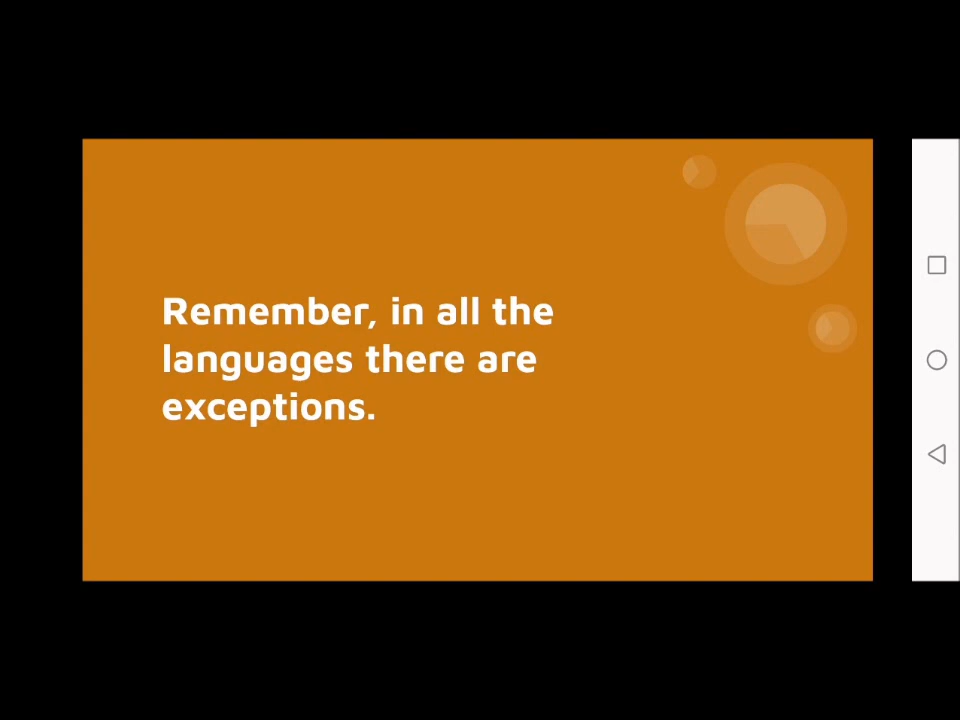 Remember, in all the
languages there are
exceptions.